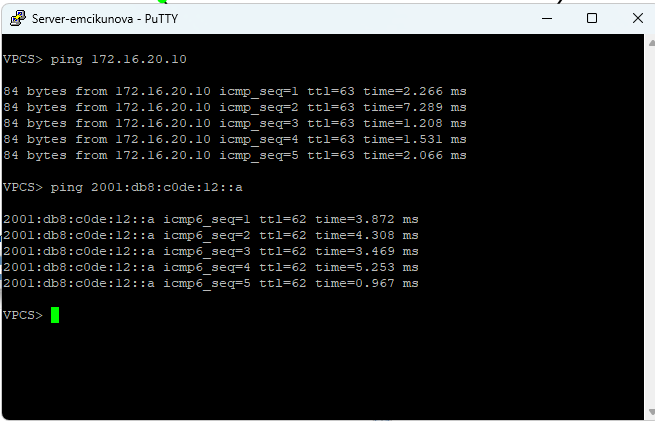 Server-emcikunova - PuTTY
VPCS> ping 172.16.20.10
84 bytes from 172.16.20.10 icmp_seq=1 ttl=63 time=2.266 ms
84 bytes from 172.16.20.10 icmp_seq=2 ttl=63 time=7.289 ms
84 bytes from 172.16.20.10 icmp_seq=3 ttl=63 time=1.208 ms
84 bytes from 172.16.20.10 icmp_seq=4 ttl=63 time=1.531 ms
84 bytes from 172.16.20.10 icmp_seq=5 ttl=63 time=2.066 ms
VPCS> ping 2001:db8:c0de:12::a
2001:db8:c0de:12::a icmp6_seq=1 ttl=62 time=3.872 ms
2001:db8:c0de:12::a icmp6_seq=2 ttl=62 time=4.308 ms
2001:db8:c0de:12::a icmp6_seq=3 ttl=62 time=3.469 ms
2001:db8:c0de:12::a icmp6_seq=4 ttl=62 time=5.253 ms
2001:db8:c0de:12::a icmp6_seq=5 ttl=62 time=0.967 ms
VPCS>